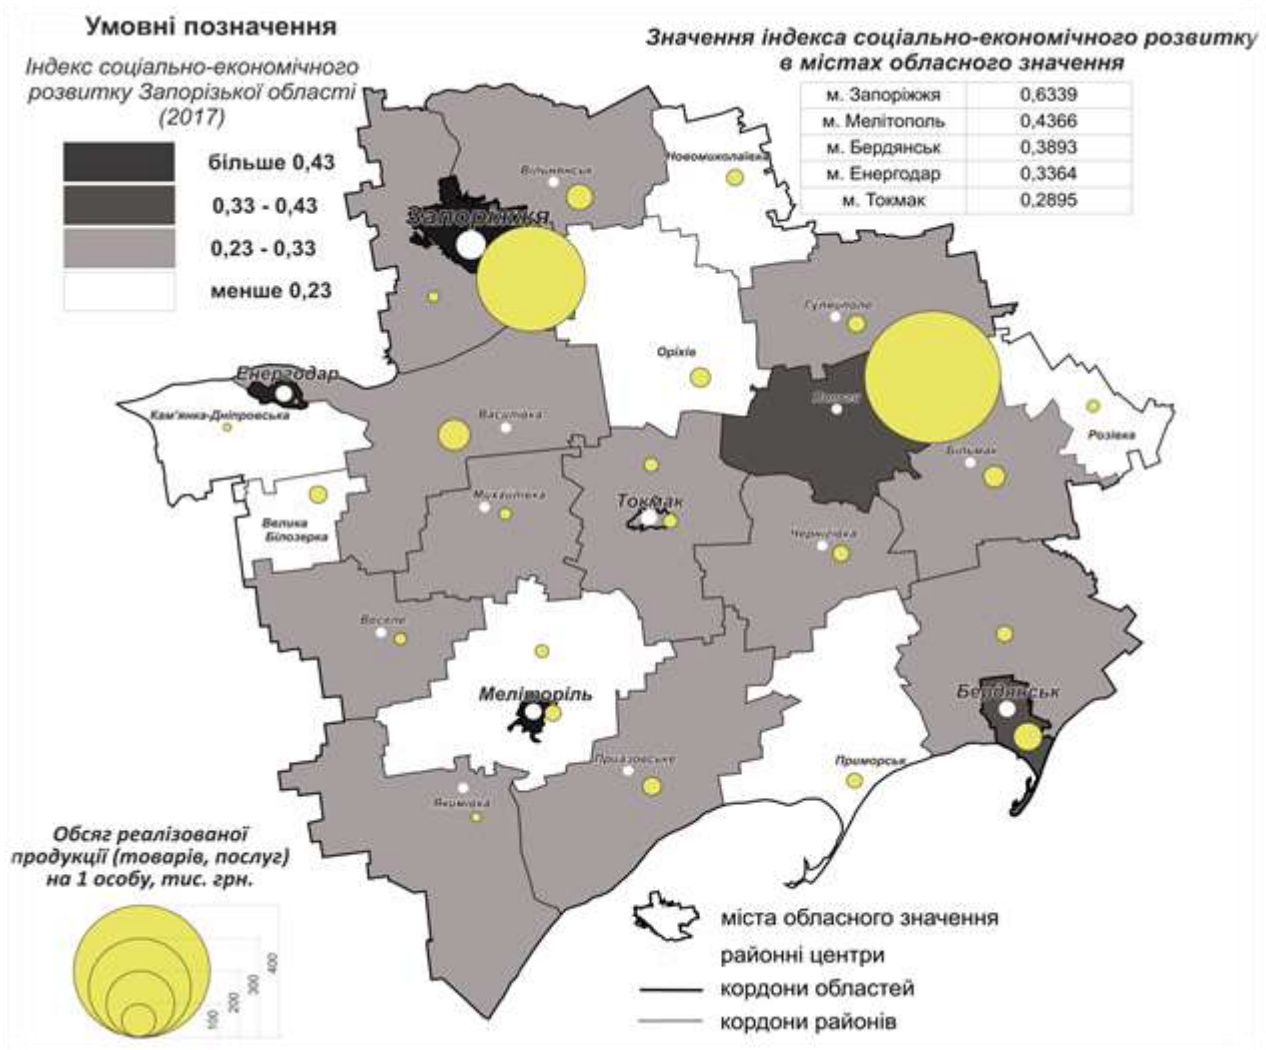 Умовні позначення
Індекс соціально-економічного
розвитку Запорізької області
(2017)
більше 0,43
0,33 - 0,43
0,23 - 0,33
менше 0,23
Значення індекса соціально-економічного розвитку
в містах обласного значення
м. Запоріжжя 0,6339
м. Мелітополь 0,4366
м. Бердянськ 0,3893
м. Енергодар 0,3364
м. Токмак 0,2895
Новомиколаївка
Вільнянськ
Запоріжжя
Гуляйполе
Оріхів
Енергодар
Пологи
Кам'янка-Дніпровська
Василівка
Розівка
Більмак
Михайлівка
Токмак
Велика
Білозерка
Чернігівка
Веселе
Меліторіль
Бердянськ
Приазовське
Приморськ
Якимівка
Обсяг реалізованої
продукції (товарів, послуг)
на 1 особу, тис. грн.
100
200
300
400
міста обласного значення
районні центри
кордони областей
кордони районів